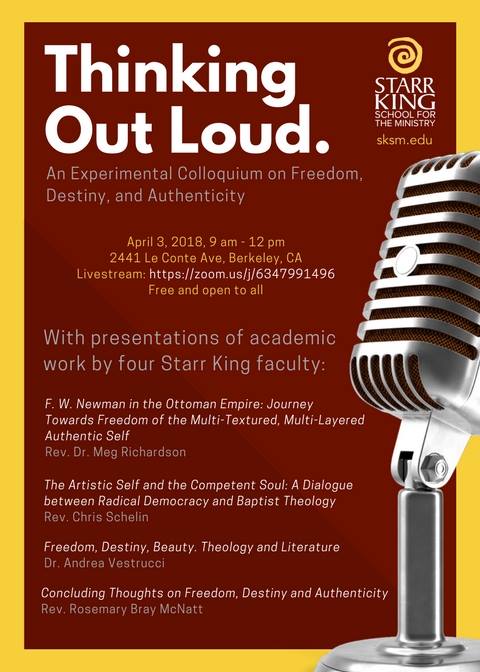 Thinking
Out Loud.
STARR
KING
SCHOOL FOR
THE MINISTRY
sksm.edu
An Experimental Colloquium on Freedom,
Destiny, and Authenticity
April 3, 2018, 9 am - 12 pm
2441 Le Conte Ave, Berkeley, CA
Livestream: https://zoom.us/j/6347991496
Free and open to all
With presentations of academic
work by four Starr King faculty:
F. W. Newman in the Ottoman Empire: Journey
Towards Freedom of the Multi-Textured, Multi-Layered
Authentic Self
Rev. Dr. Meg Richardson
The Artistic Self and the Competent Soul: A Dialogue
between Radical Democracy and Baptist Theology
Rev. Chris Schelin
Freedom, Destiny, Beauty. Theology and Literature
Dr. Andrea Vestrucci
Concluding Thoughts on Freedom, Destiny and Authenticity
Rev. Rosemary Bray McNatt